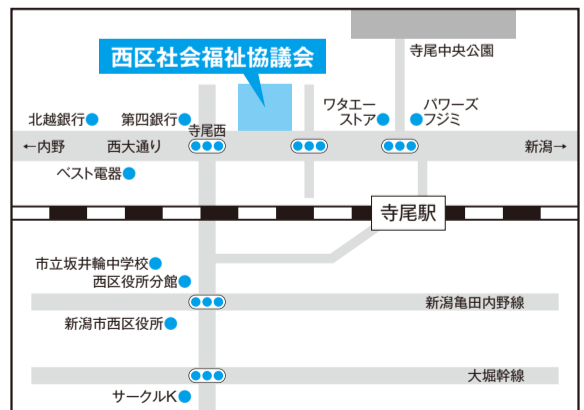 寺尾中央公園
西区社会福祉協議会
ワタエー
ストア
パワーズ
フジミ
北越銀行
第四銀行
寺尾西
←内野
西大通り
新潟→
ベスト電器
寺尾駅
市立坂井輪中学校
西区役所分館
新潟亀田内野線
新潟市西区役所
大堀幹線
サークルK